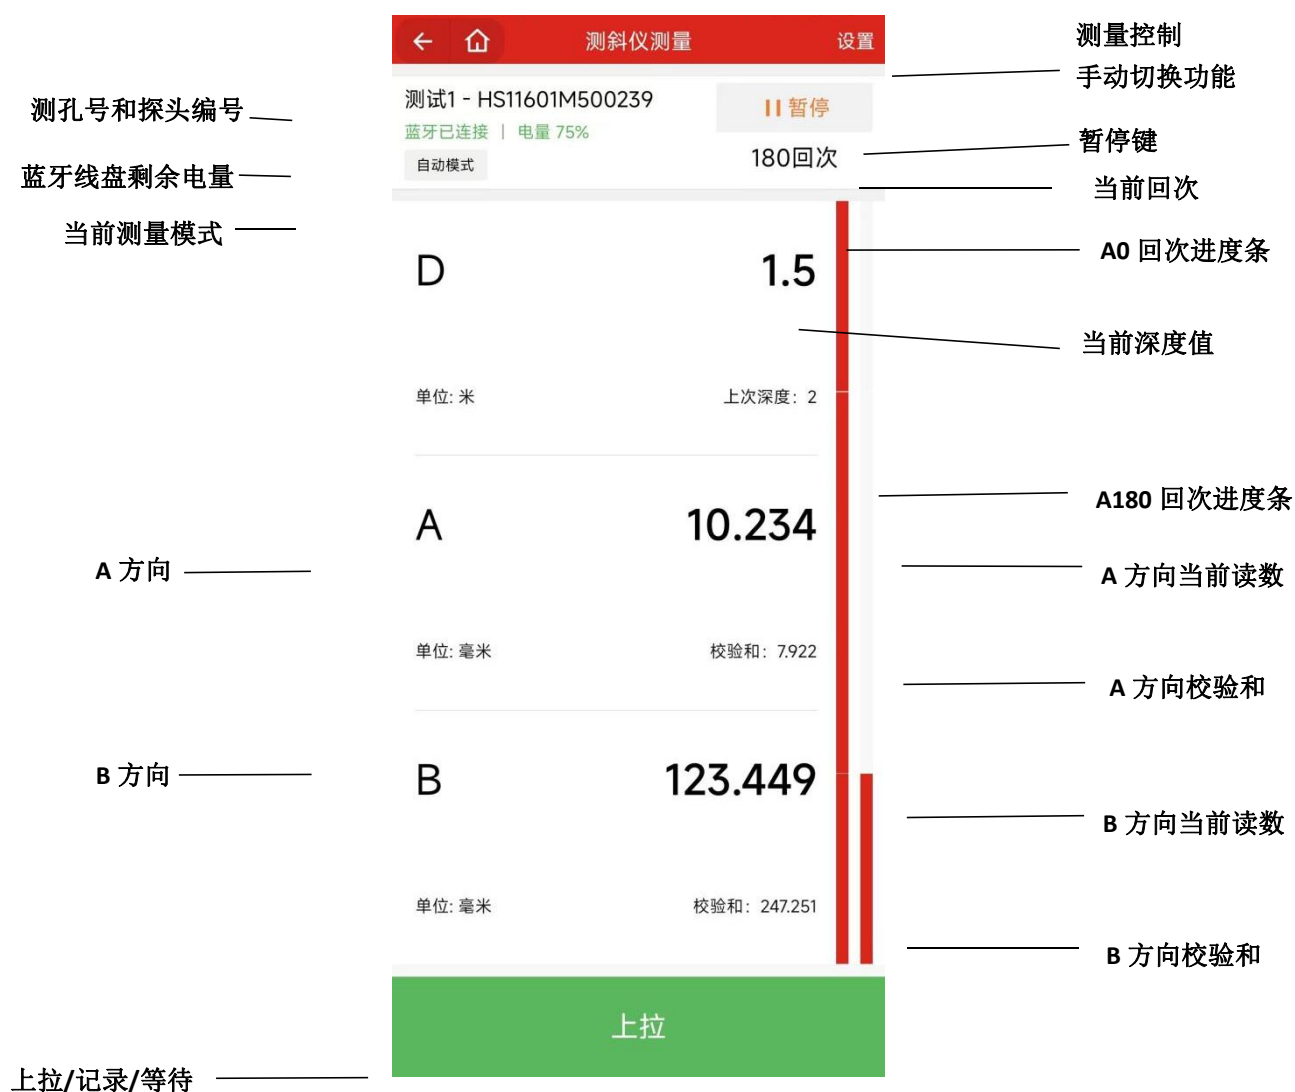 测斜仪测量
设置
测量控制
手动切换功能
测孔号和探头编号
测试1 - HS11601M500239
暂停
蓝牙已连接 | 电量 75%
暂停键
蓝牙线盘剩余电量
自动模式
180回次
当前回次
当前测量模式
A0 回次进度条
D
1.5
当前深度值
单位: 米
上次深度: 2
A180 回次进度条
A
10.234
A 方向
A 方向当前读数
单位: 毫米
校验和: 7.922
A 方向校验和
B 方向
B
123.449
B 方向当前读数
单位: 毫米
校验和: 247.251
B 方向校验和
上拉
上拉/记录/等待